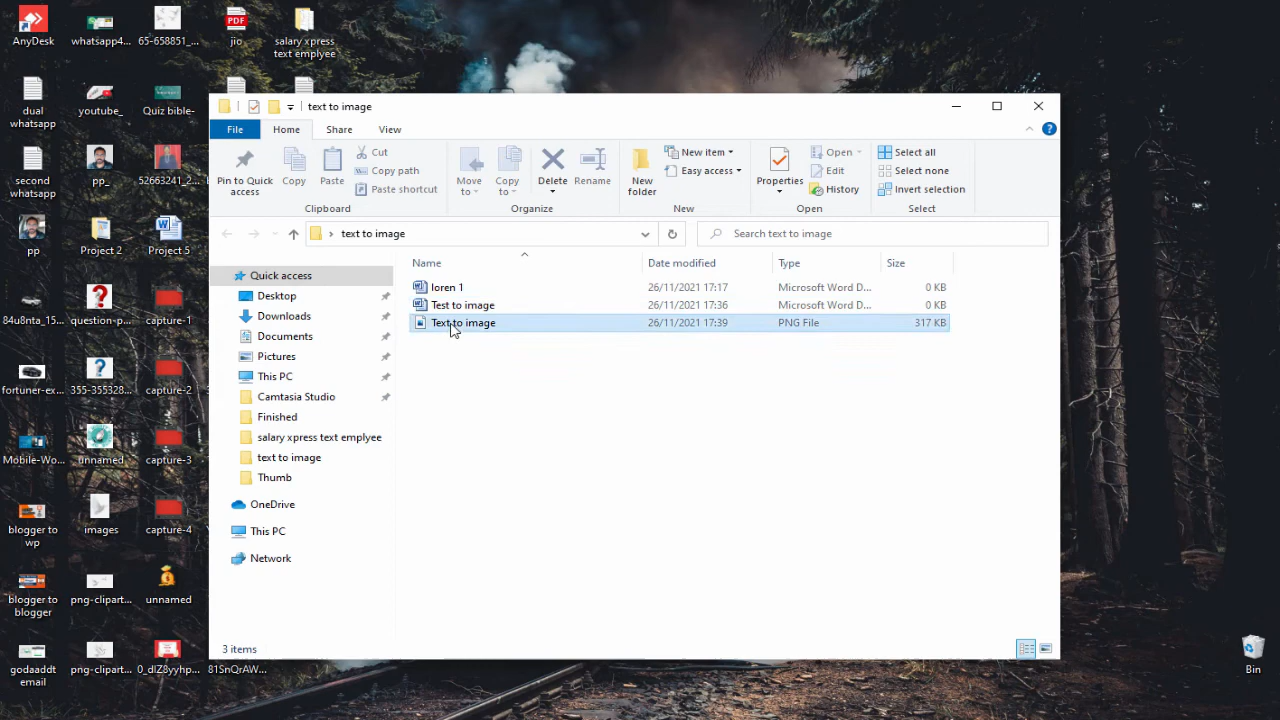 AnyDesk
whatsapp4...
65-658851_...
jio
salary xpress
text emplyee
dual
whatsapp
youtube_
Quiz bible-
second
whatsapp
pp_
52663241_2...
pp
Project 2
Project 5
84u8nta_15...
question-p...
capture-1
fortuner-ex...
355-355328...
capture-2
Mobile-Wo...
unnamed
capture-3
blogger to
wp
images
capture-4
blogger to
blogger
png-clipart...
unnamed
godaaddt
email
png-clipart...
0_dIZ8yyhp...
81SnQrAW...
Bin
text to image
File
Home
Share
View
Pin to Quick
access
Copy
Paste
Cut
Copy path
Paste shortcut
Clipboard
Move
to
Copy
to
Delete
Rename
Organize
New
folder
New item
Easy access
New
Properties
Open
Edit
History
Open
Select all
Select none
Invert selection
Select
text to image
Search text to image
Name
Date modified
Type
Size
loren 1
26/11/2021 17:17
Microsoft Word D...
0 KB
Test to image
26/11/2021 17:36
Microsoft Word D...
0 KB
Text to image
26/11/2021 17:39
PNG File
317 KB
Quick access
Desktop
Downloads
Documents
Pictures
This PC
Camtasia Studio
Finished
salary xpress text emplyee
text to image
Thumb
OneDrive
This PC
Network
3 items